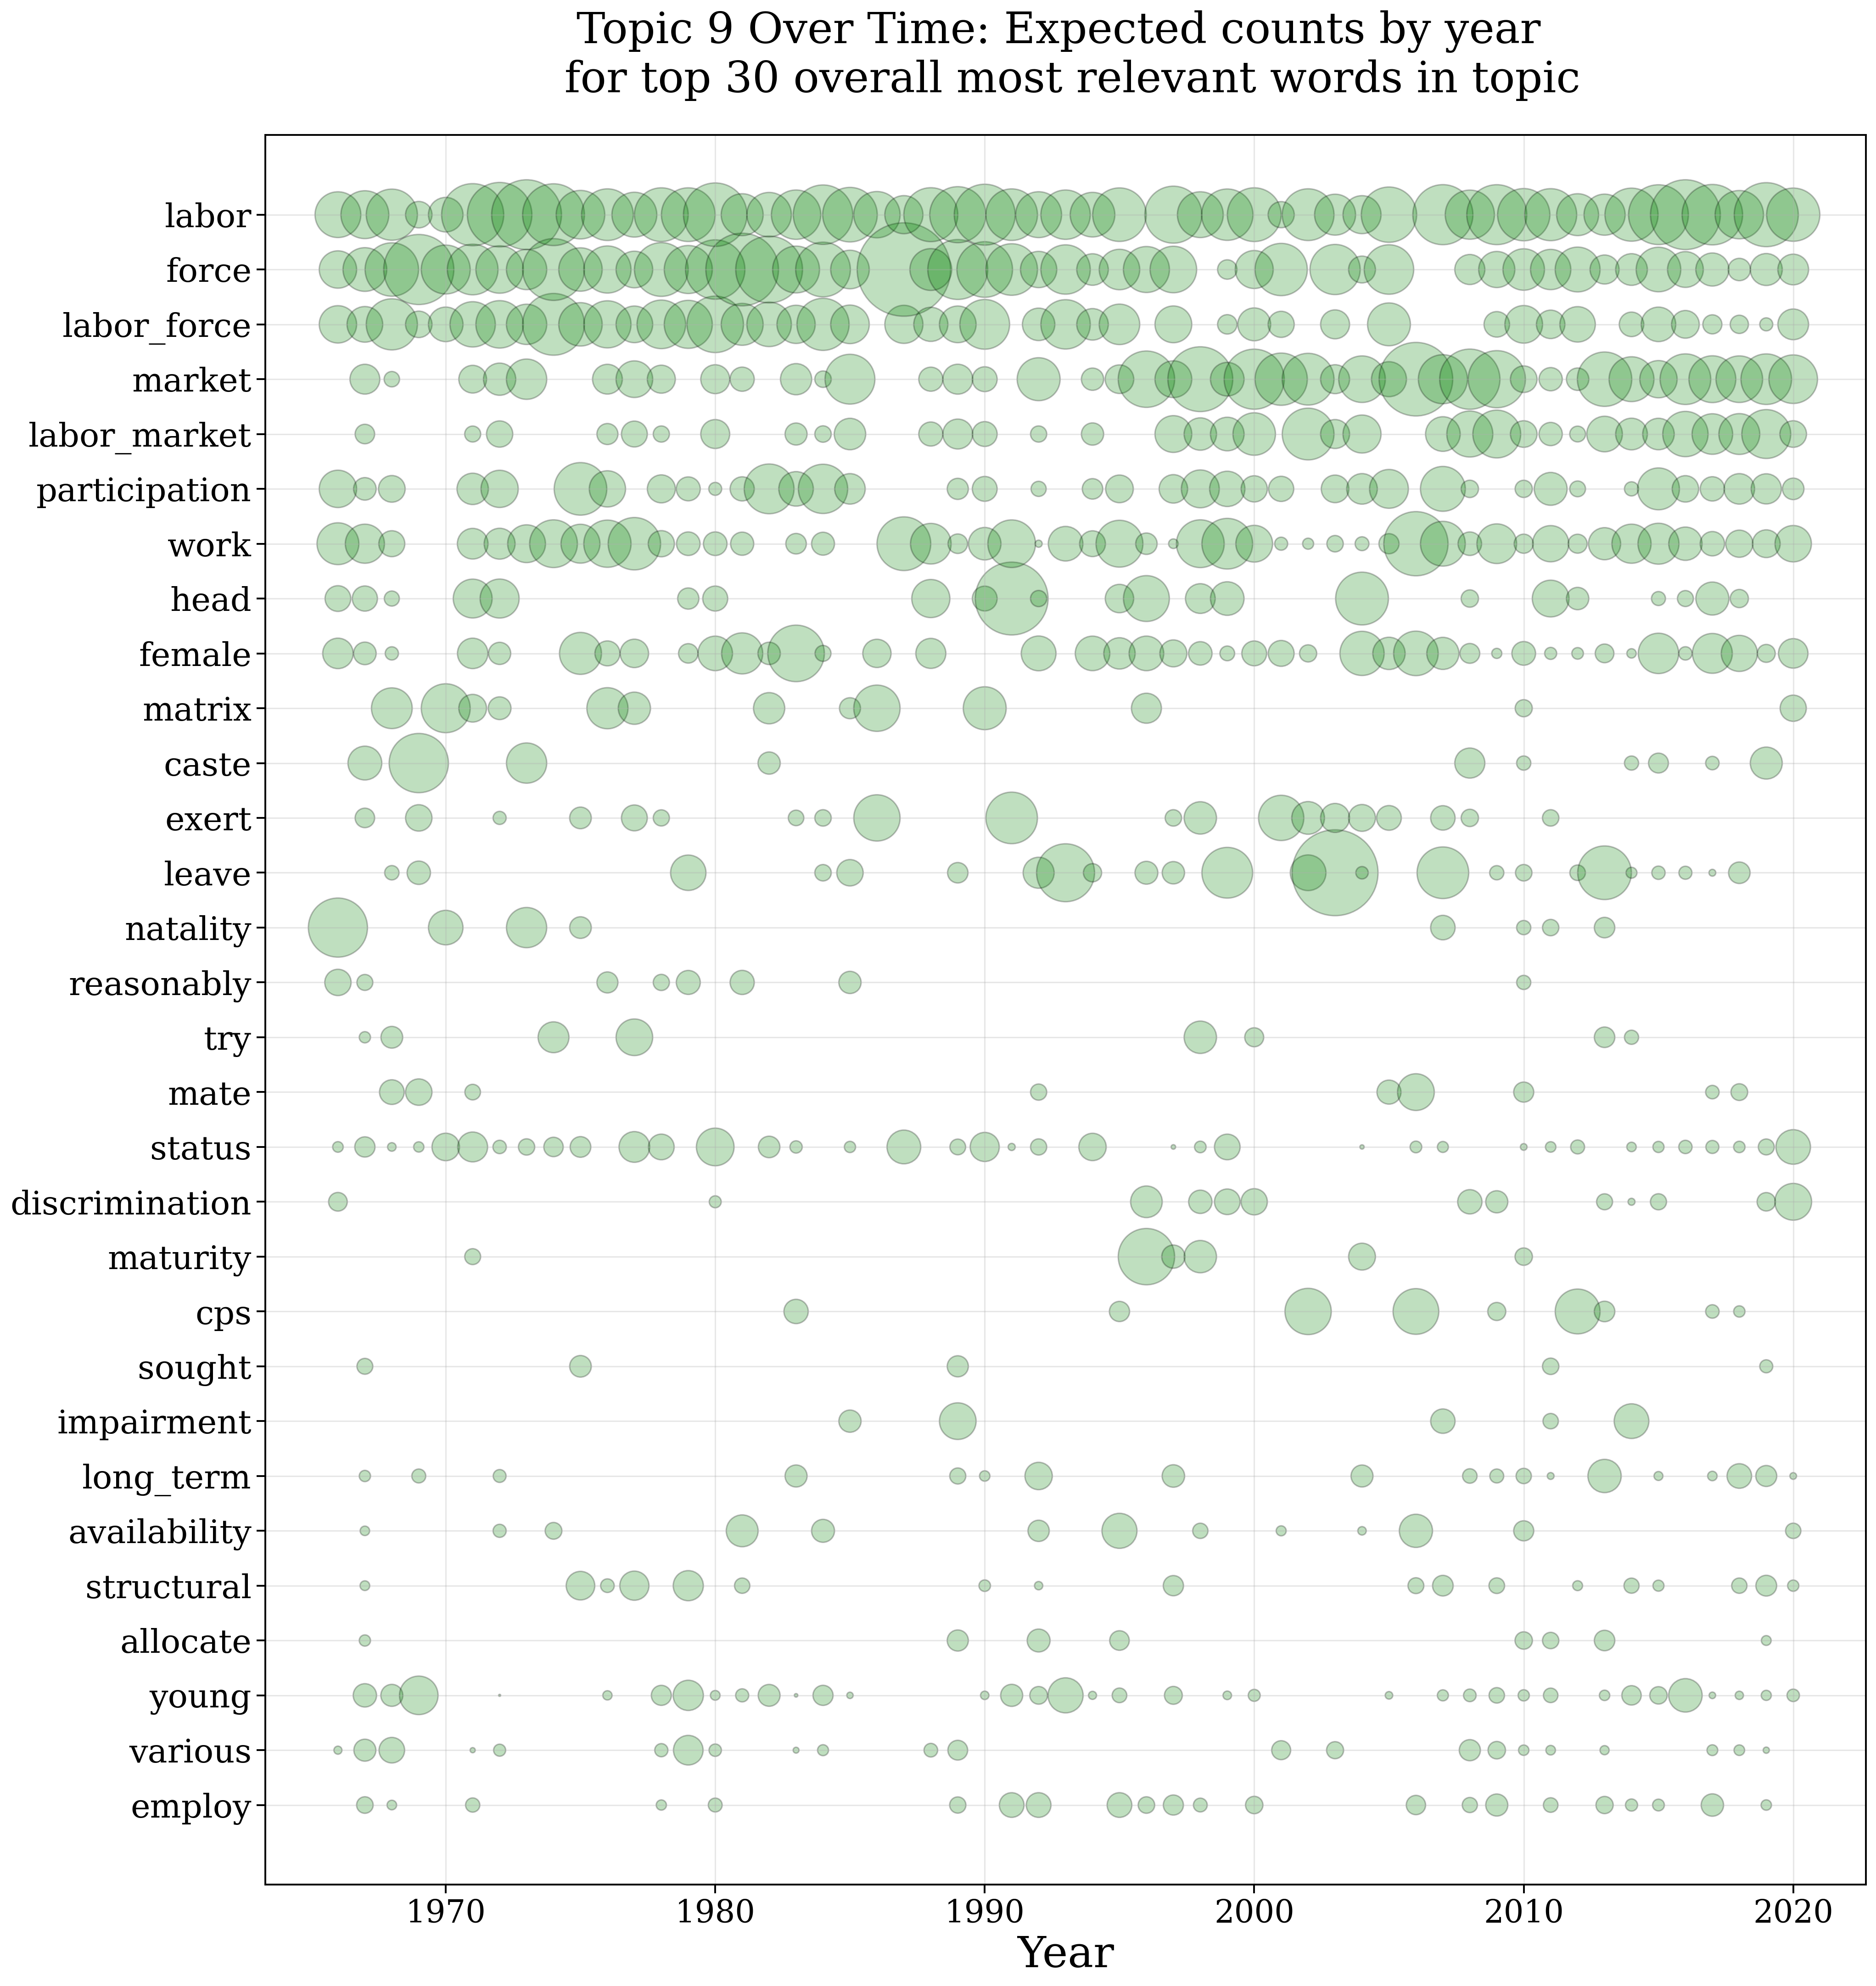 Topic 9 Over Time: Expected counts by year
for top 30 overall most relevant words in topic
labor
force
labor_force
market
labor_market
participation
work
head
female
matrix
caste
exert
leave
natality
reasonably
try
mate
status
discrimination
maturity
cps
sought
impairment
long_term
availability
structural
allocate
young
various
employ
1970 1980 1990 2000 2010 2020
Year